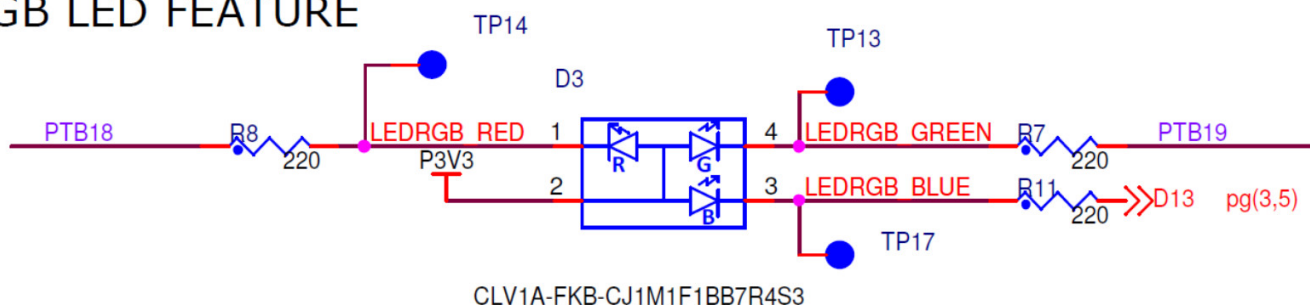 GB LED FEATURE
TP14
TP13
D3
PTB18
R8
220
LEDRGB_RED
1
4
LEDRGB_GREEN
R7
220
PTB19
P3V3
R
G
2
3
LEDRGB_BLUE
R11
220
D13
pg(3,5)
B
TP17
CLV1A-FKB-CJ1M1F1BB7R4S3